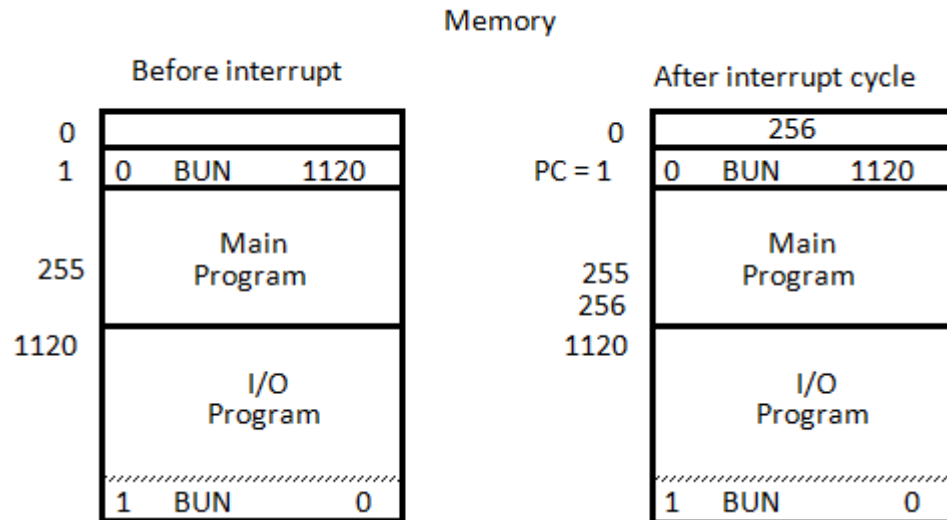 Memory
Before interrupt
0
1 0 BUN 1120
Main
255 Program
1120
I/O
Program
1 BUN 0
After interrupt cycle
0 256
PC = 1 0 BUN 1120
Main
255 Program
256
1120
I/O
Program
1 BUN 0